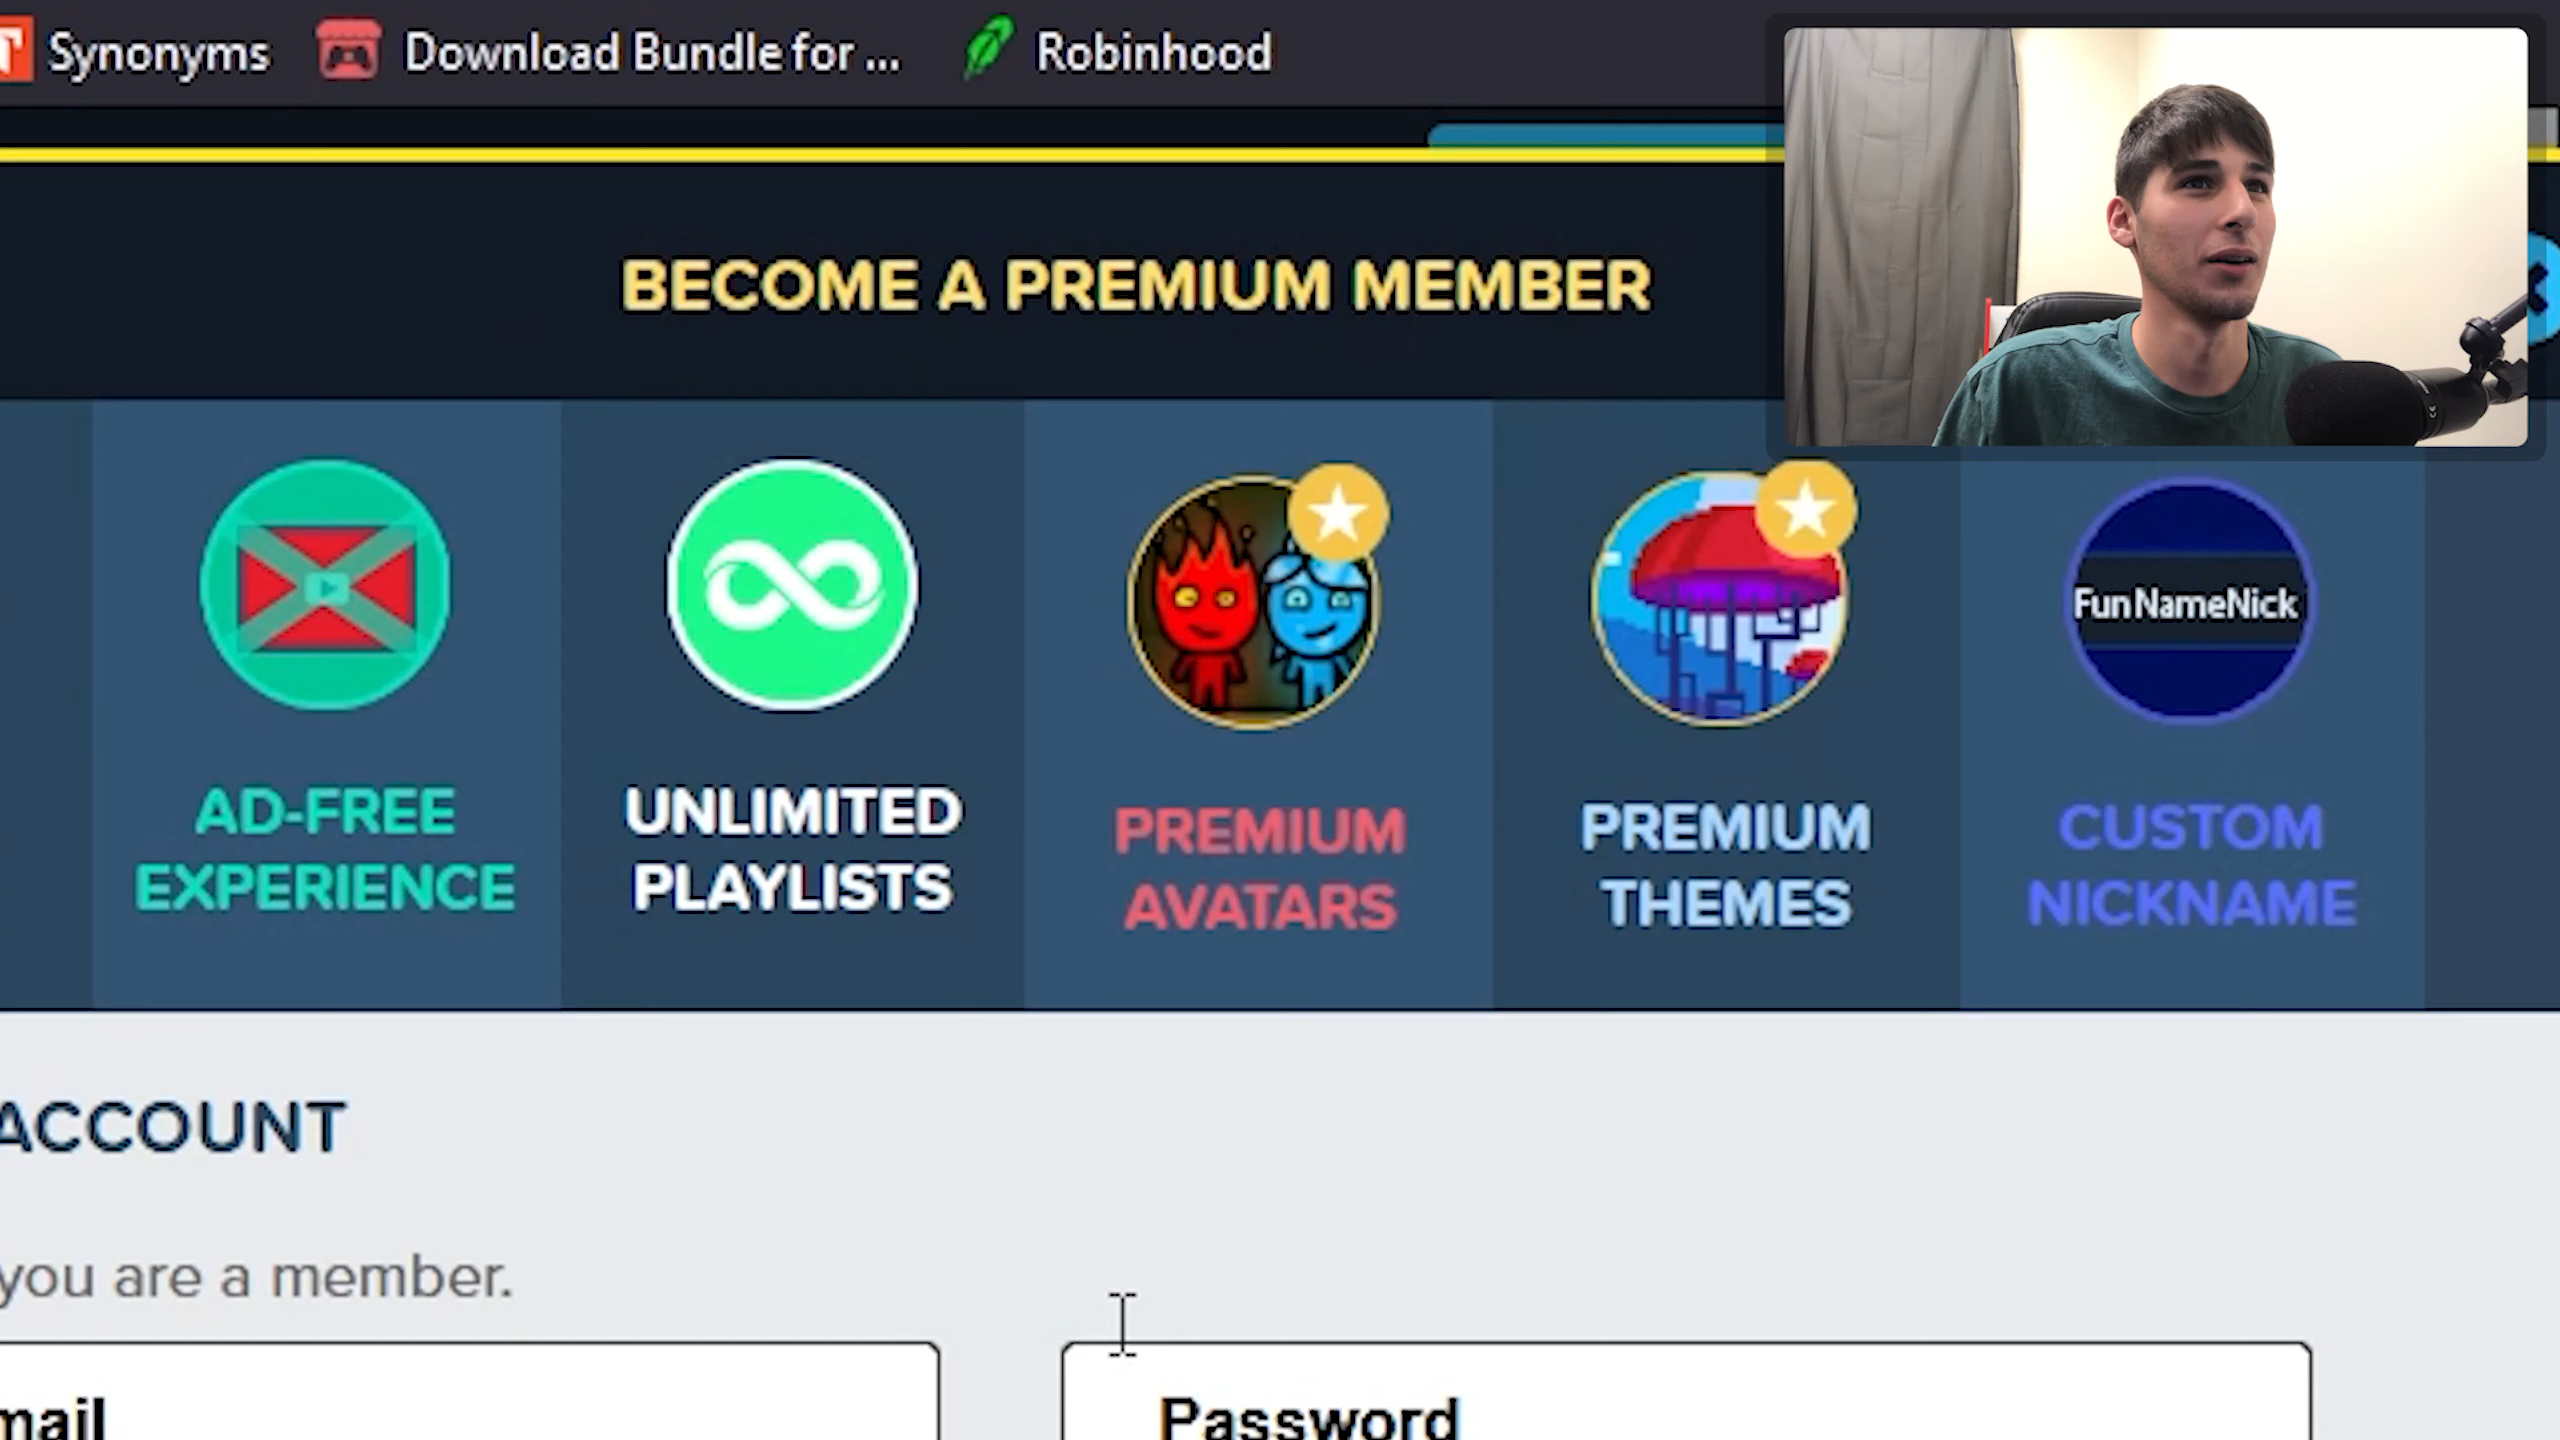 Synonyms
Download Bundle for ...
Robinhood
BECOME A PREMIUM MEMBER
FunNameNick
AD-FREE
EXPERIENCE
UNLIMITED
PLAYLISTS
PREMIUM
AVATARS
PREMIUM
THEMES
CUSTOM
NICKNAME
ACCOUNT
you are a member.
mail
Password